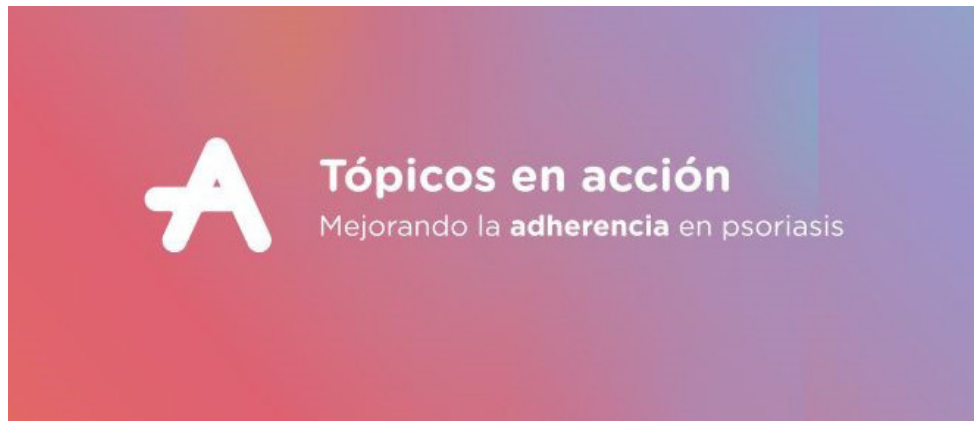 Tópicos en acción
Mejorando la adherencia en psoriasis